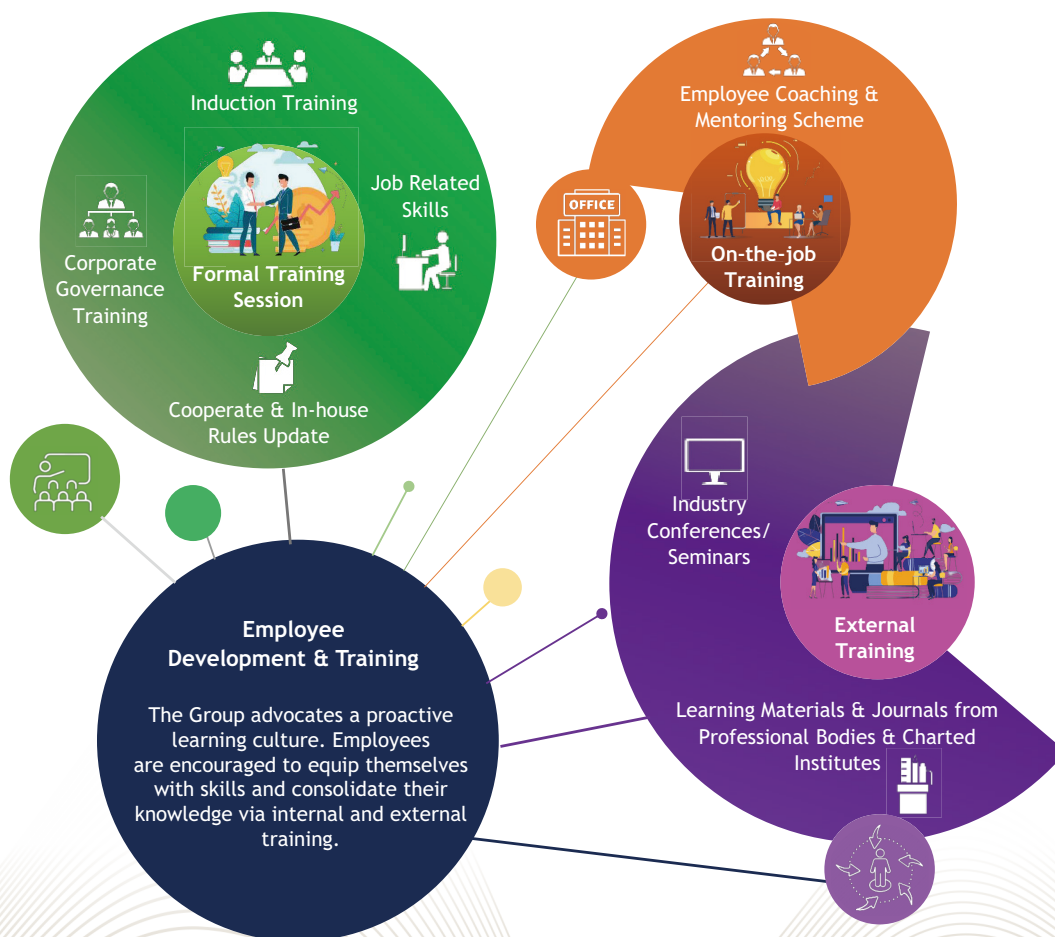 Induction Training
Job Related
Skills
Corporate
Governance
Training
Formal Training
Session
Cooperate & In-house
Rules Update
Employee Coaching &
Mentoring Scheme
OFFICE
On-the-job
Training
Industry
Conferences/
Seminars
External
Training
Learning Materials & Journals from
Professional Bodies & Charted
Institutes
Employee
Development & Training
The Group advocates a proactive
learning culture. Employees
are encouraged to equip themselves
with skills and consolidate their
knowledge via internal and external
training.